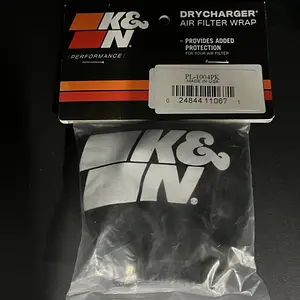 K&
N®
PERFORMANCE
DRYCHARGER®
AIR FILTER WRAP
- PROVIDES ADDED
PROTECTION
FOR YOUR AIR FILTER
PL-1004PK
MADE IN USA
0 24844 11067 1
K&
N®